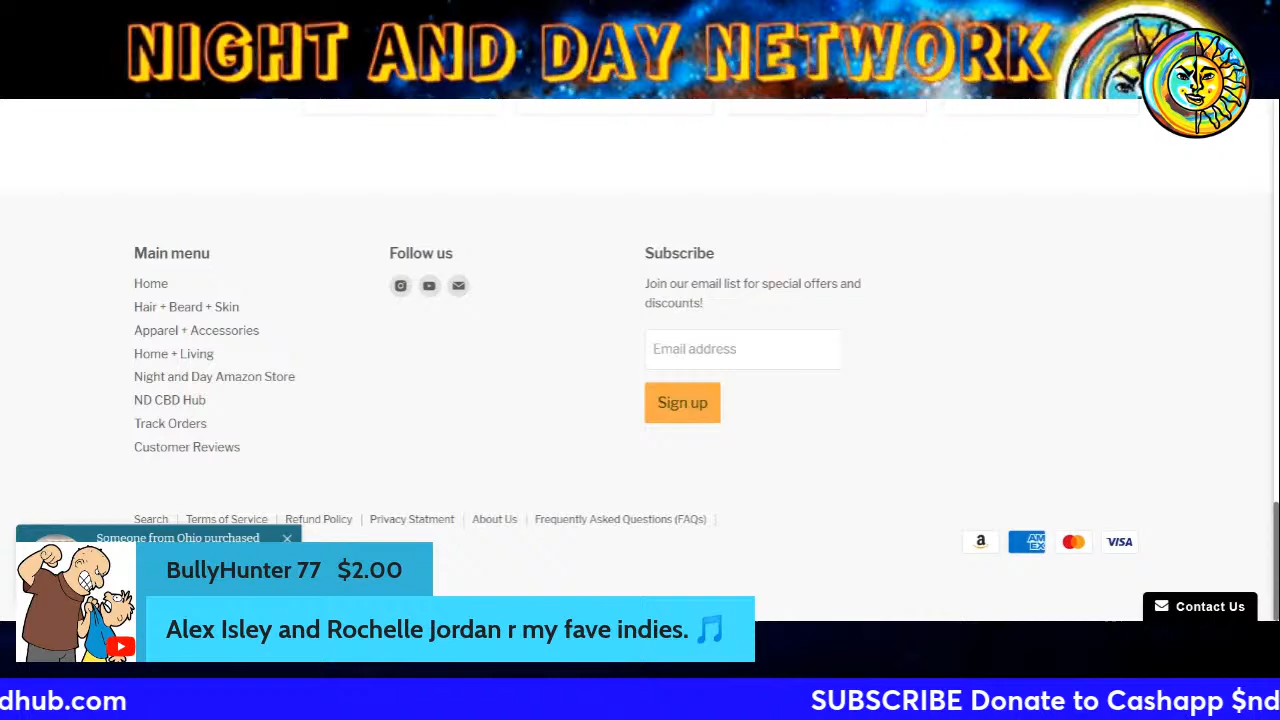 NIGHT AND DAY NETWORK
Main menu
Home
Hair + Beard + Skin
Apparel + Accessories
Home + Living
Night and Day Amazon Store
ND CBD Hub
Track Orders
Customer Reviews
Follow us
Subscribe
Join our email list for special offers and
discounts!
Email address
Sign up
Search | Terms of Service | Refund Policy | Privacy Statment | About Us | Frequently Asked Questions (FAQs) |
a AM EX VISA
Someone from Ohio purchased
Contact Us
BullyHunter 77 $2.00
Alex Isley and Rochelle Jordan r my fave indies. 🎵
dhub.com SUBSCRIBE Donate to Cashapp $nd